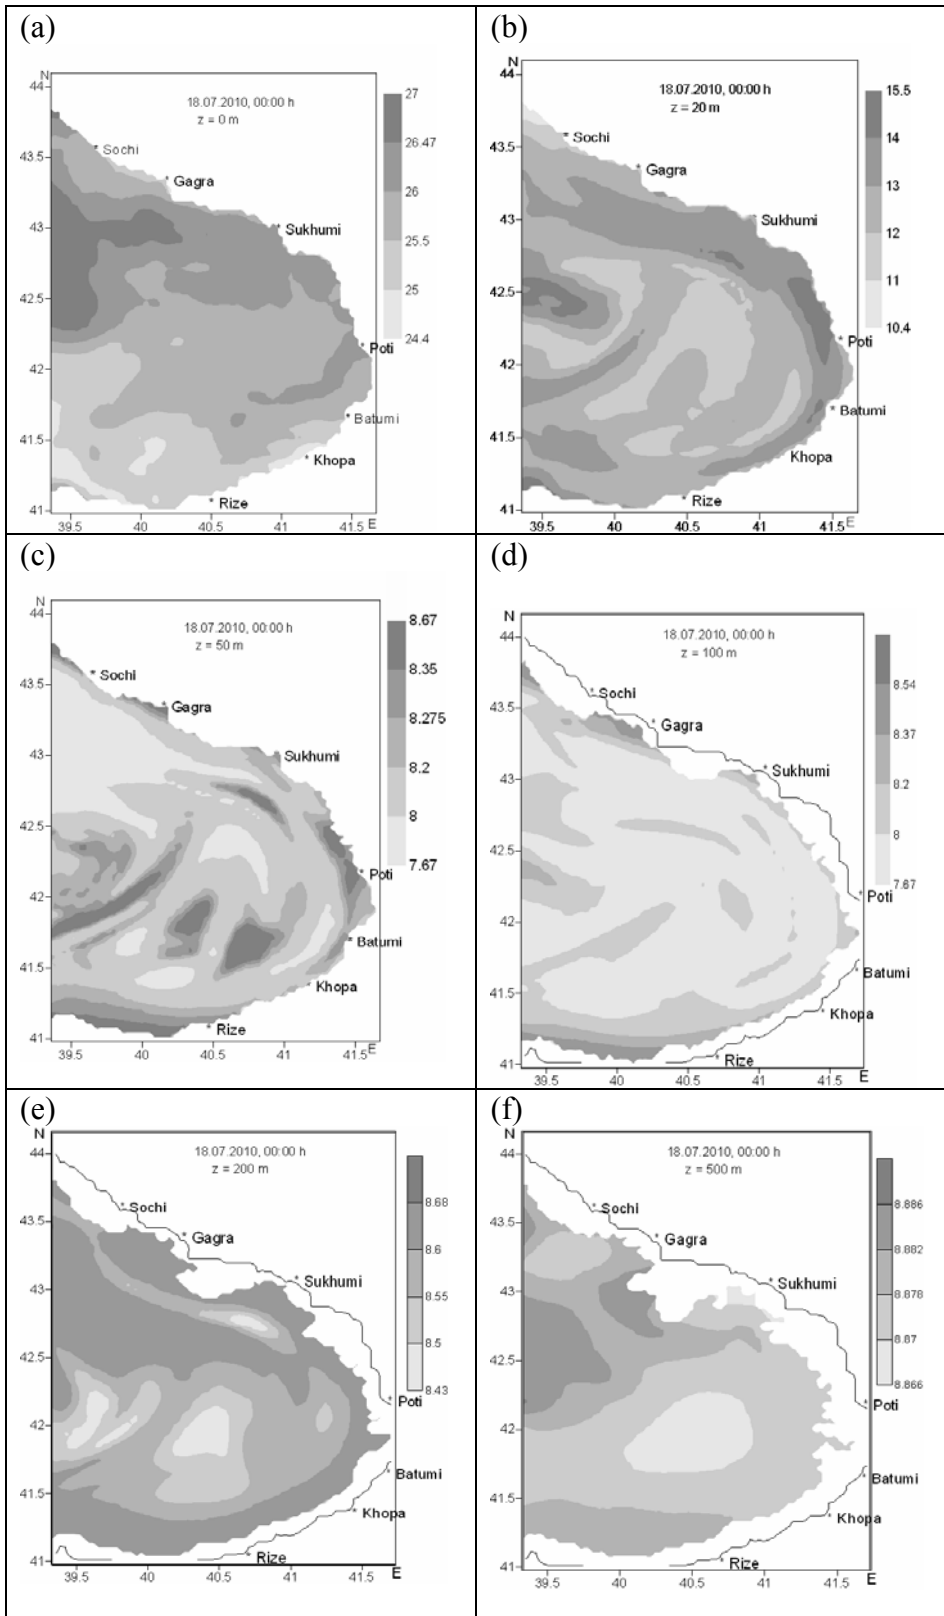 (a)
N
44
18.07.2010, 00:00 h
z = 0 m
27
26.47
26
25.5
25
24.4
43.5
43
42.5
42
41.5
41
Sochi
Gagra
Sukhumi
Poti
Batumi
Khopa
Rize
39.5 40 40.5 41 41.5 E
(b)
N
44
18.07.2010, 00:00 h
z = 20 m
15.5
14
13
12
11
10.4
43.5
43
42.5
42
41.5
41
Sochi
Gagra
Sukhumi
Poti
Batumi
Khopa
Rize
39.5 40 40.5 41 41.5 E
(c)
N
44
18.07.2010, 00:00 h
z = 50 m
8.67
8.35
8.275
8.2
8
7.67
43.5
43
42.5
42
41.5
41
Sochi
Gagra
Sukhumi
Poti
Batumi
Khopa
Rize
39.5 40 40.5 41 41.5 E
(d)
N
44
18.07.2010, 00:00 h
z = 100 m
8.54
8.37
8.2
8
7.67
43.5
43
42.5
42
41.5
41
Sochi
Gagra
Sukhumi
Poti
Batumi
Khopa
Rize
39.5 40 40.5 41 41.5 E
(e)
N
44
18.07.2010, 00:00 h
z = 200 m
8.68
8.6
8.55
8.5
8.43
43.5
43
42.5
42
41.5
41
Sochi
Gagra
Sukhumi
Poti
Batumi
Khopa
Rize
39.5 40 40.5 41 41.5 E
(f)
N
44
18.07.2010, 00:00 h
z = 500 m
8.886
8.882
8.878
8.87
8.866
43.5
43
42.5
42
41.5
41
Sochi
Gagra
Sukhumi
Poti
Batumi
Khopa
Rize
39.5 40 40.5 41 41.5 E